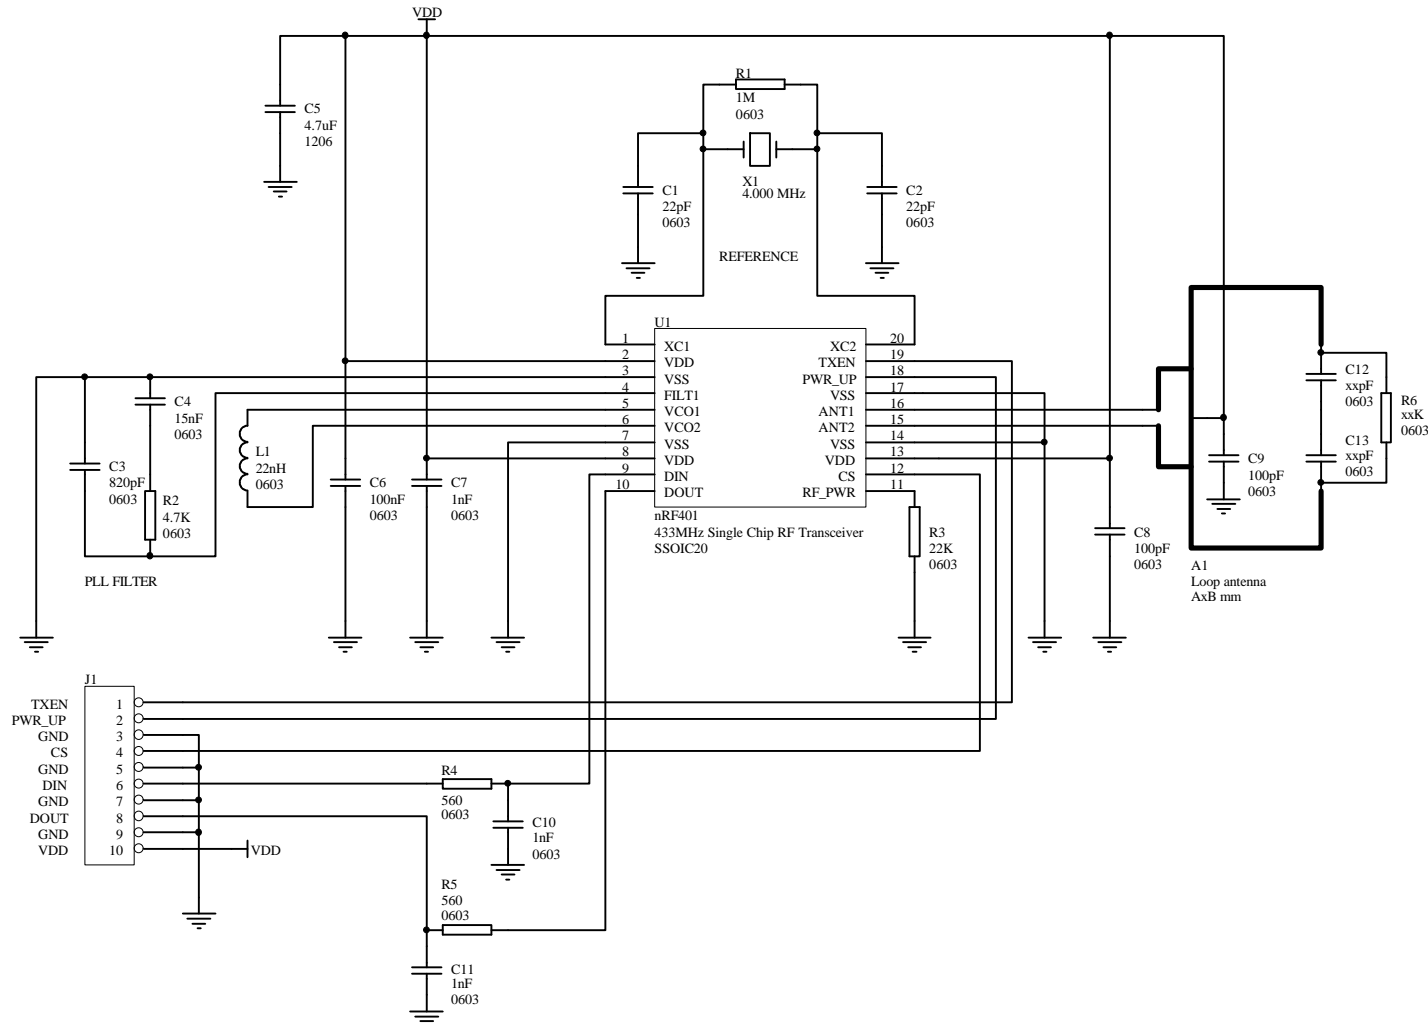 VDD
C5
4.7uF
1206
R1
1M
0603
X1
4.000 MHz
C1
22pF
0603
C2
22pF
0603
REFERENCE
U1
1
2
3
4
5
6
7
8
9
10
XC1
VDD
VSS
FILT1
VCO1
VCO2
VSS
VDD
DIN
DOUT
XC2
TXEN
PWR_UP
VSS
ANT1
ANT2
VSS
VDD
CS
RF_PWR
20
19
18
17
16
15
14
13
12
11
nRF401
433MHz Single Chip RF Transceiver
SSOIC20
C4
15nF
0603
C3
820pF
0603
R2
4.7K
0603
PLL FILTER
L1
22nH
0603
C6
100nF
0603
C7
1nF
0603
R3
22K
0603
C8
100pF
0603
C9
100pF
0603
C12
xxpF
0603
C13
xxpF
0603
R6
xxK
0603
A1
Loop antenna
AxB mm
J1
TXEN 1
PWR_UP 2
GND 3
CS 4
GND 5
DIN 6
GND 7
DOUT 8
GND 9
VDD 10
VDD
R4
560
0603
C10
1nF
0603
R5
560
0603
C11
1nF
0603